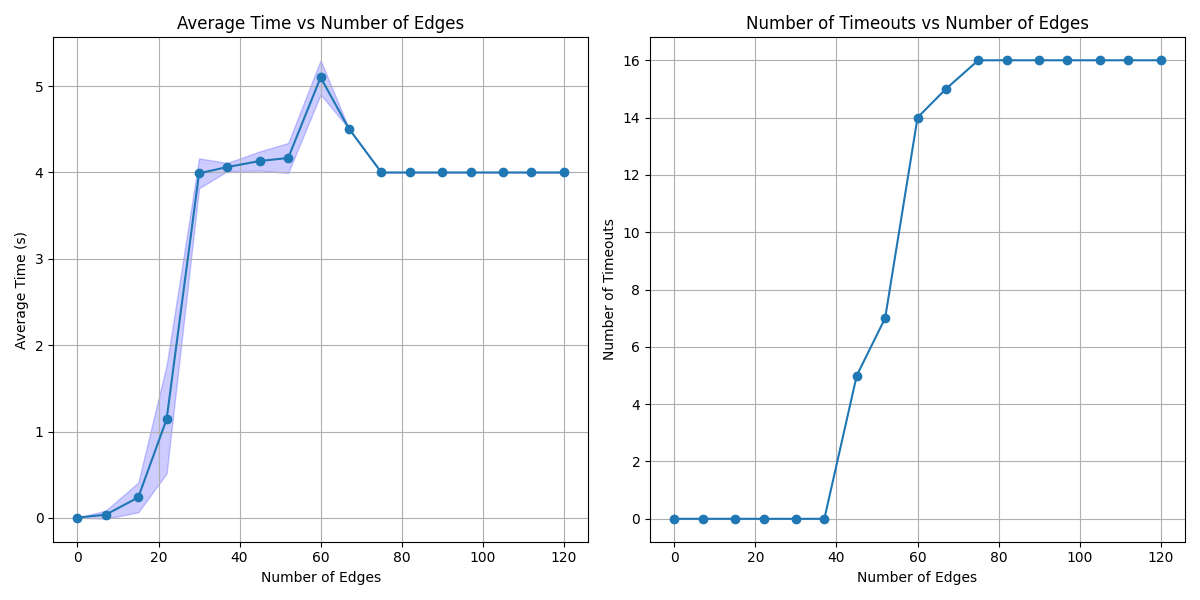 Average Time vs Number of Edges
Average Time (s)
5
4
3
2
1
0
0 20 40 60 80 100 120
Number of Edges
Number of Timeouts vs Number of Edges
Number of Timeouts
16
14
12
10
8
6
4
2
0
0 20 40 60 80 100 120
Number of Edges